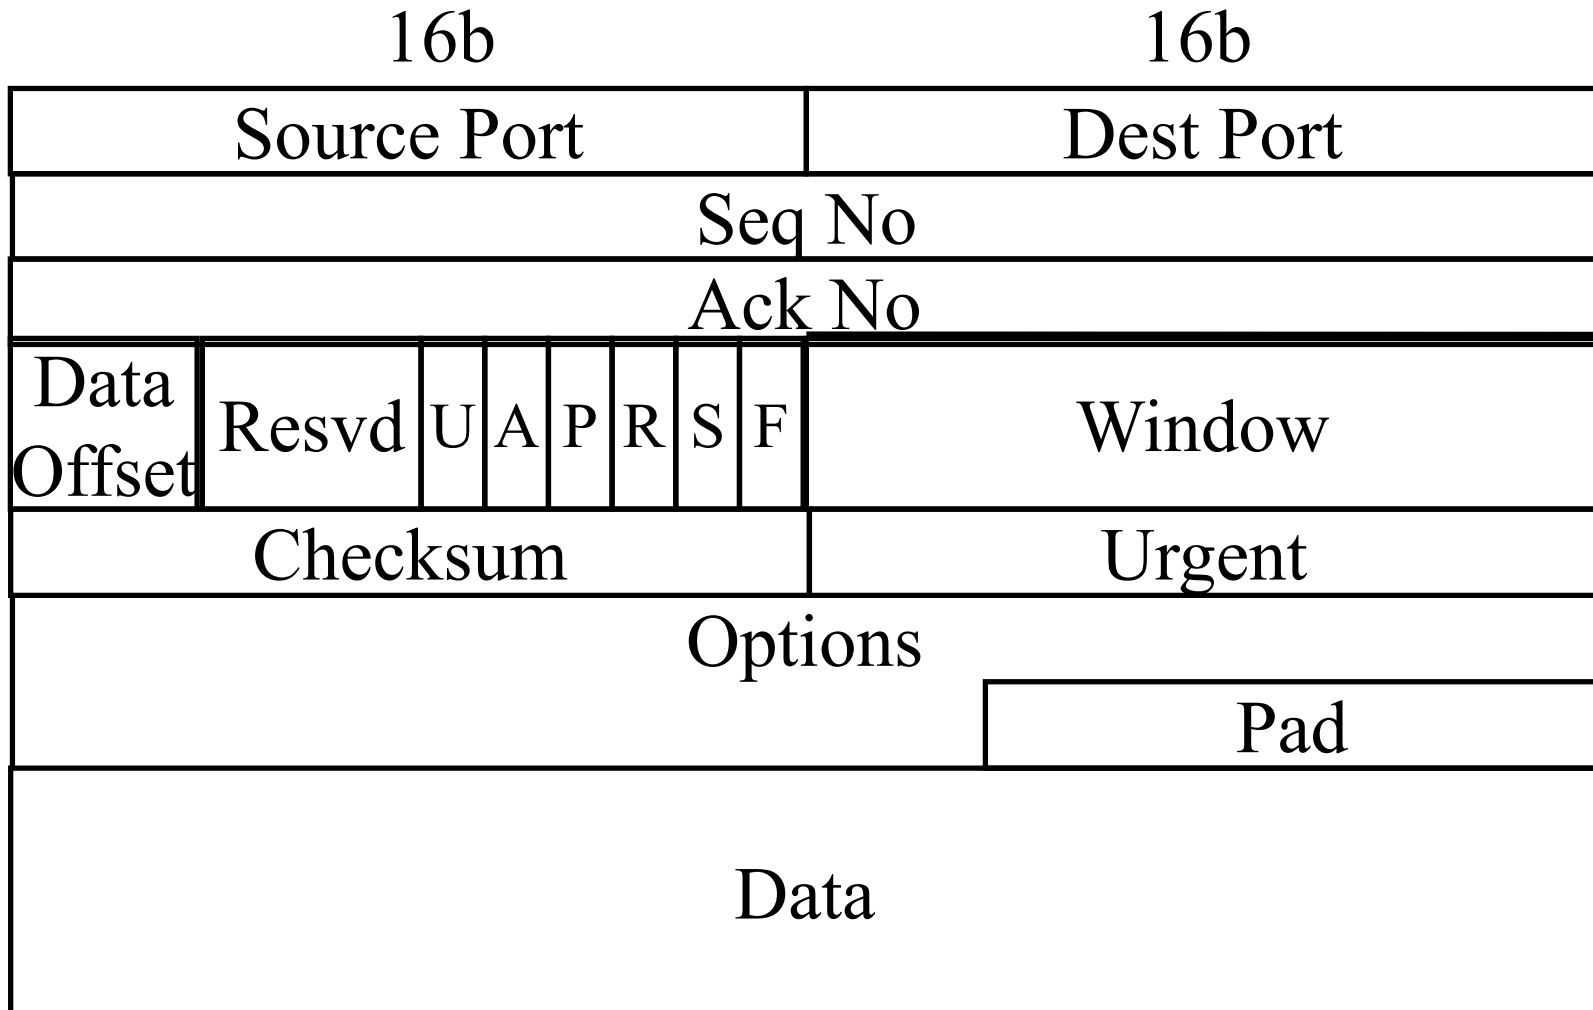 16b 16b
Source Port Dest Port
Seq No
Ack No
Data
Offset Resvd U A P R S F Window
Checksum Urgent
Options
Pad
Data